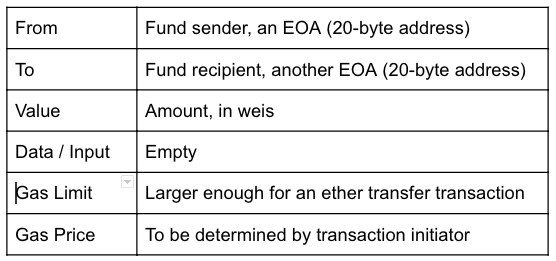 From Fund sender, an EOA (20-byte address)
To Fund recipient, another EOA (20-byte address)
Value Amount, in weis
Data / Input Empty
Gas Limit Larger enough for an ether transfer transaction
Gas Price To be determined by transaction initiator